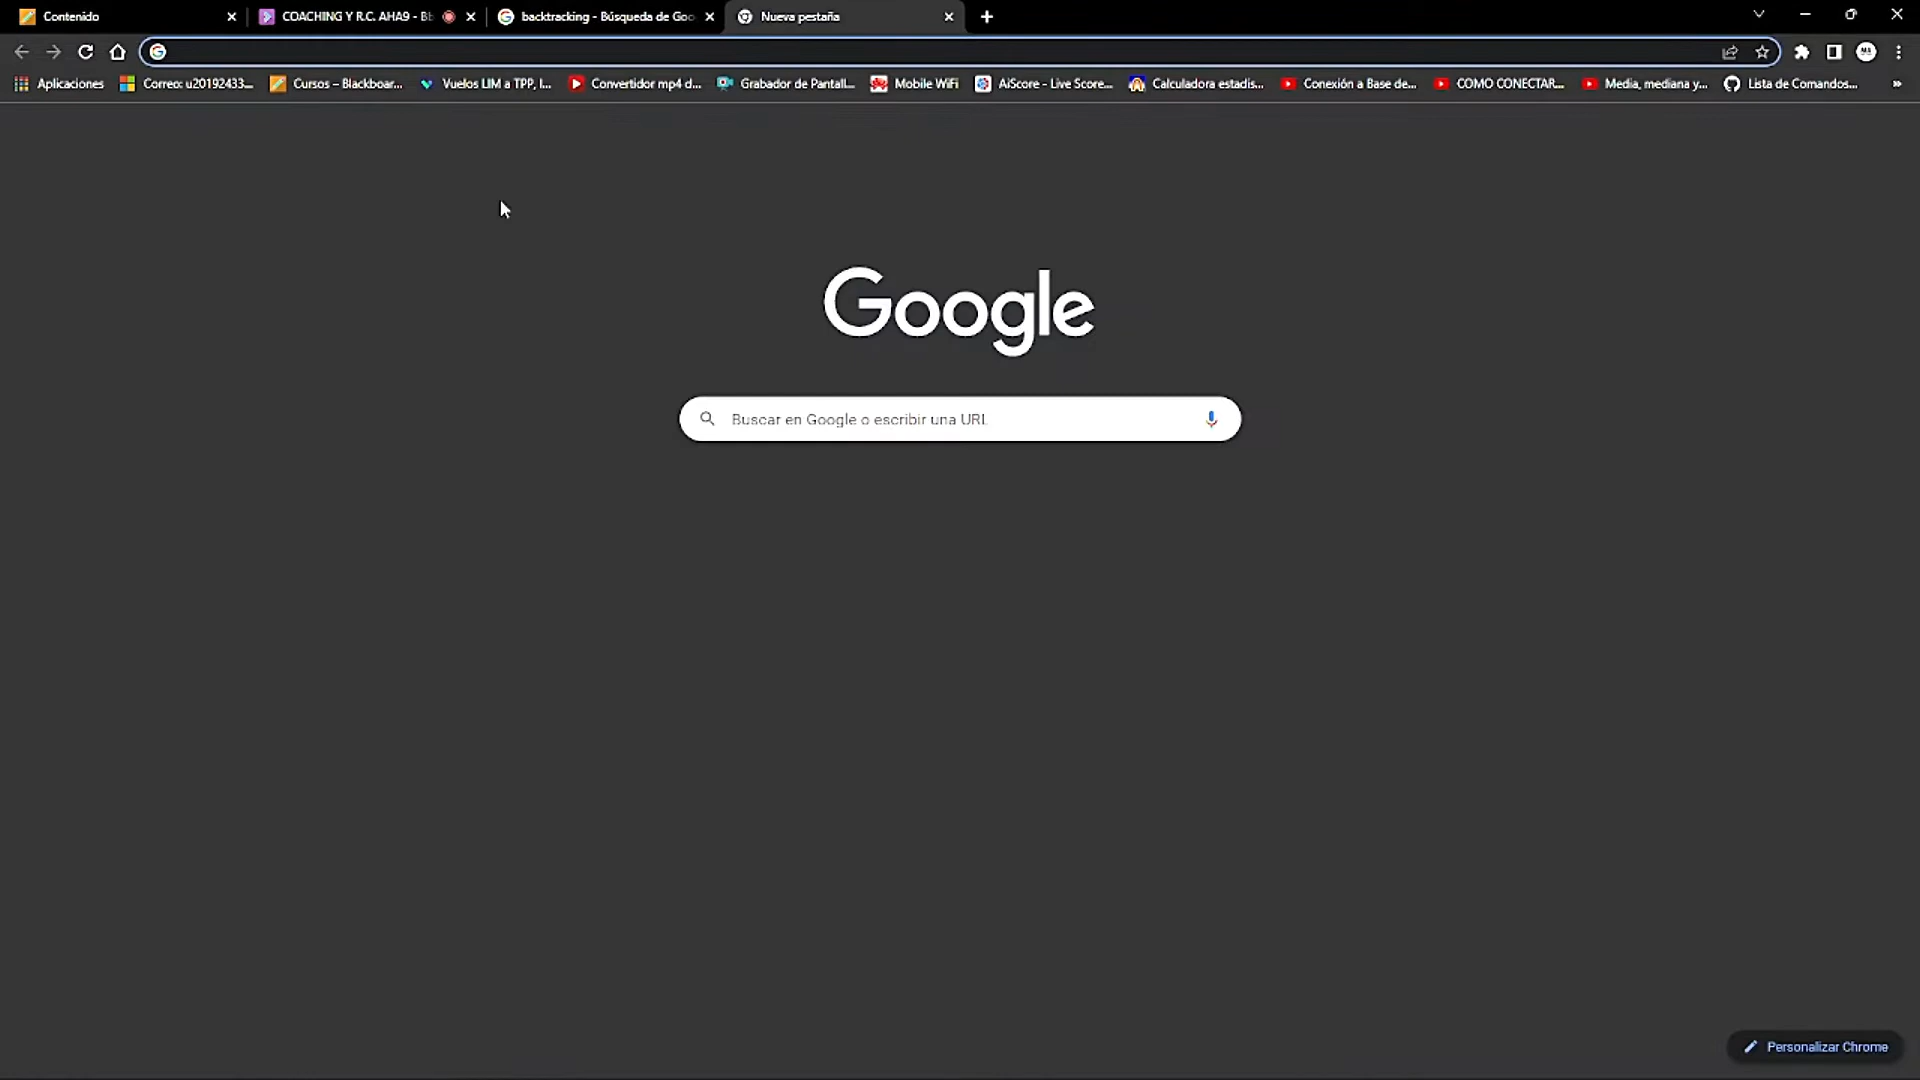 Contenido
COACHING Y R.C. AHA9 - Bb
backtracking - Búsqueda de Goo
Nueva pestaña
Aplicaciones
Correo: u20192433...
Cursos – Blackboar...
Vuelos LIM a TPP, I...
Convertidor mp4 d...
Grabador de Pantall...
Mobile WiFi
AiScore - Live Score...
Calculadora estadis...
Conexión a Base de...
COMO CONECTAR...
Media, mediana y...
Lista de Comandos...
Google
Buscar en Google o escribir una URL
Personalizar Chrome